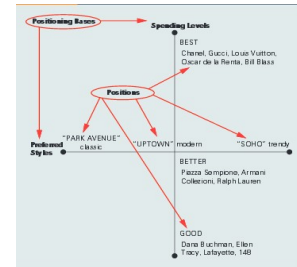 Positioning Bases
Spending Levels
BEST
Chanel, Gucci, Louis Vuitton,
Oscar de la Renta, Bill Blass
Positions
"PARK AVENUE"
classic
"UPTOWN" modern
"SOHO" trendy
Preferred
Styles
BETTER
Piazza Sempione, Armani
Collezioni, Ralph Lauren
GOOD
Dana Buchman, Ellen
Tracy, Lafayette, 148